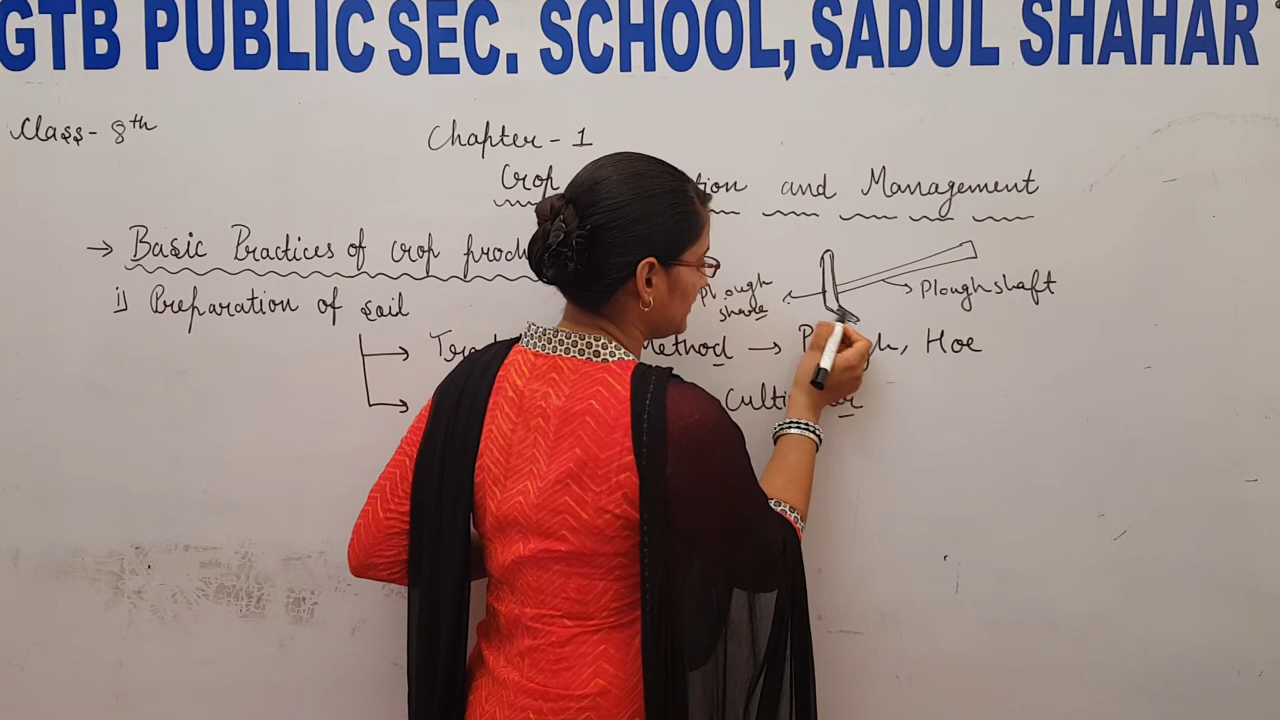 GTB PUBLIC SEC. SCHOOL, SADUL SHAHAR
Class- 8th
Chapter - 1
Crop and Management
→ Basic Practices of crop
i) Preparation of soil
Plough share
Ploughshaft
→ Method → , Hoe
→